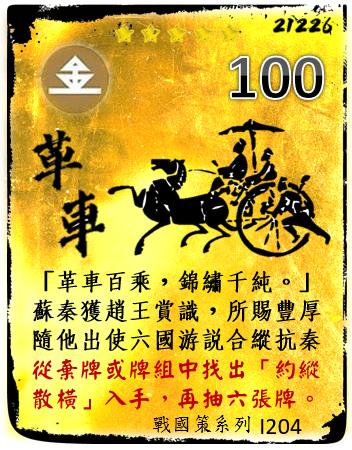 21226
金
100
革車
「革車百乘，錦繡千純。」
蘇秦獲趙王賞識，所賜豐厚
隨他出使六國游說合縱抗秦
從棄牌或牌組中找出「約縱
散橫」入手，再抽六張牌。
戰國策系列 I204